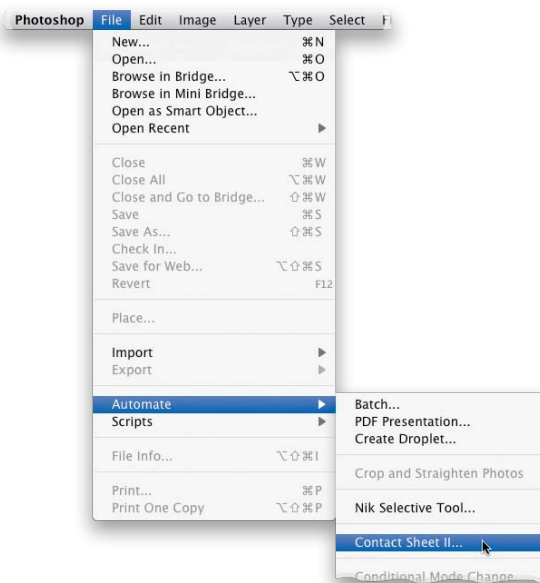 Photoshop File Edit Image Layer Type Select
New... ⌘N
Open... ⌘O
Browse in Bridge... ⌥⌘O
Browse in Mini Bridge...
Open as Smart Object...
Open Recent ▶
Close ⌘W
Close All ⌥⌘W
Close and Go to Bridge... ⇧⌘W
Save ⌘S
Save As... ⇧⌘S
Check In...
Save for Web... ⌥⇧⌘S
Revert F12
Place...
Import ▶
Export ▶
Automate ▶
Scripts ▶
File Info... ⌥⇧⌘I
Print... ⌘P
Print One Copy ⌥⇧⌘P
Batch...
PDF Presentation...
Create Droplet...
Crop and Straighten Photos
Nik Selective Tool...
Contact Sheet II...
Conditional Mode Change